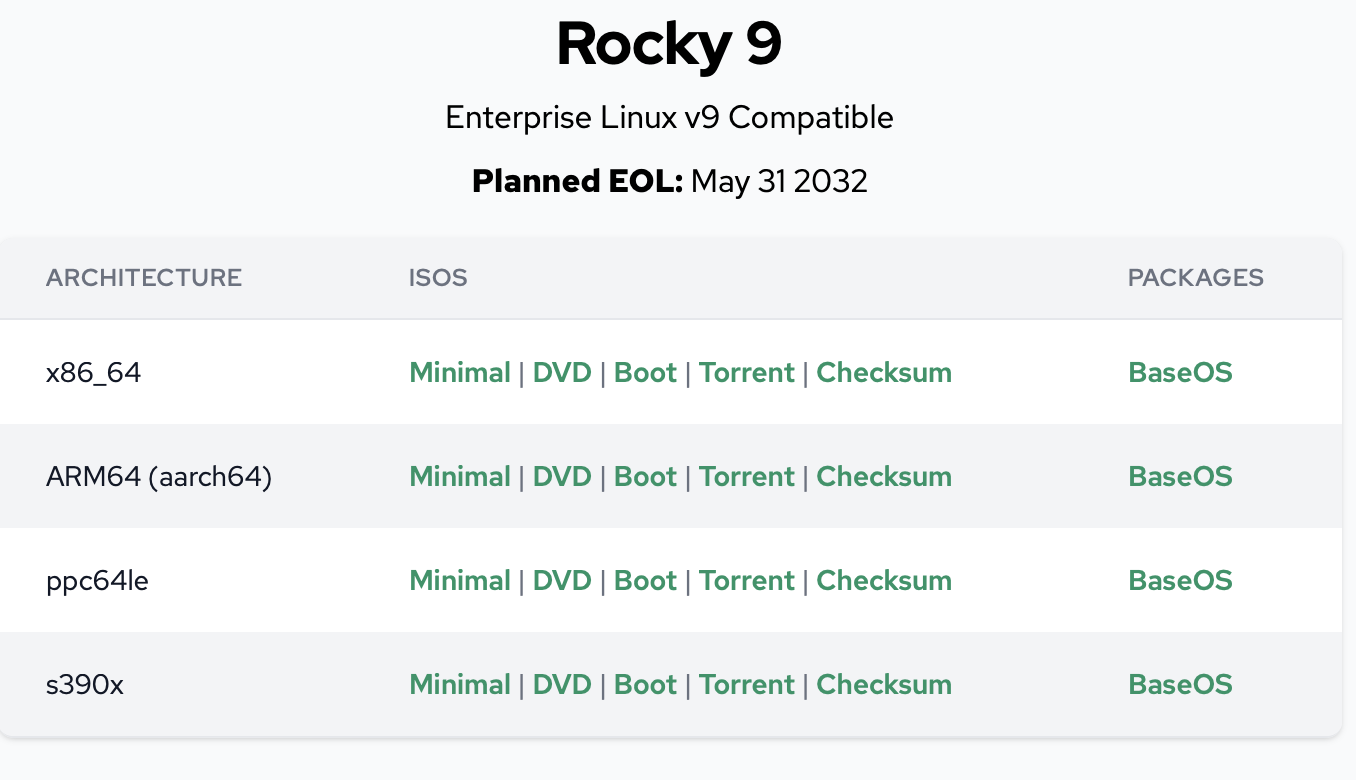 Rocky 9
Enterprise Linux v9 Compatible
Planned EOL: May 31 2032
ARCHITECTURE ISOS PACKAGES
x86_64 Minimal | DVD | Boot | Torrent | Checksum BaseOS
ARM64 (aarch64) Minimal | DVD | Boot | Torrent | Checksum BaseOS
ppc64le Minimal | DVD | Boot | Torrent | Checksum BaseOS
s390x Minimal | DVD | Boot | Torrent | Checksum BaseOS